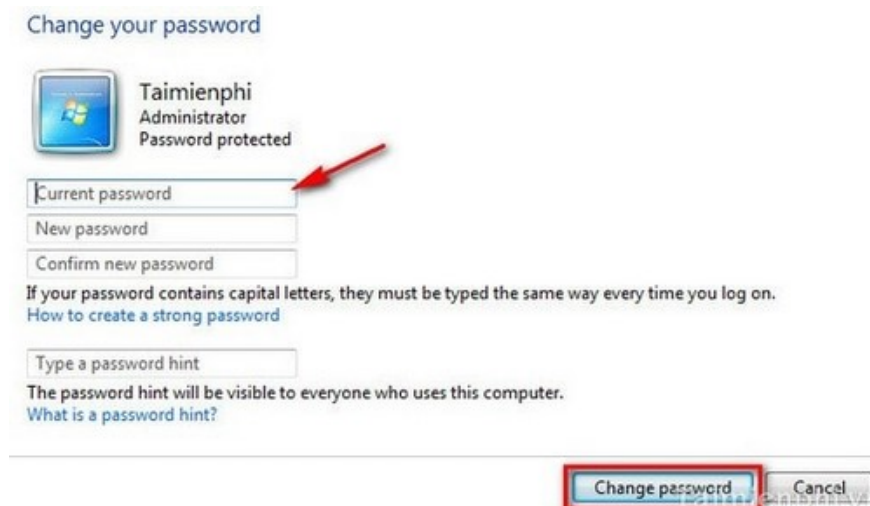 Change your password
Taimienphi
Administrator
Password protected
Current password
New password
Confirm new password
If your password contains capital letters, they must be typed the same way every time you log on.
How to create a strong password
Type a password hint
The password hint will be visible to everyone who uses this computer.
What is a password hint?
Change password
Cancel